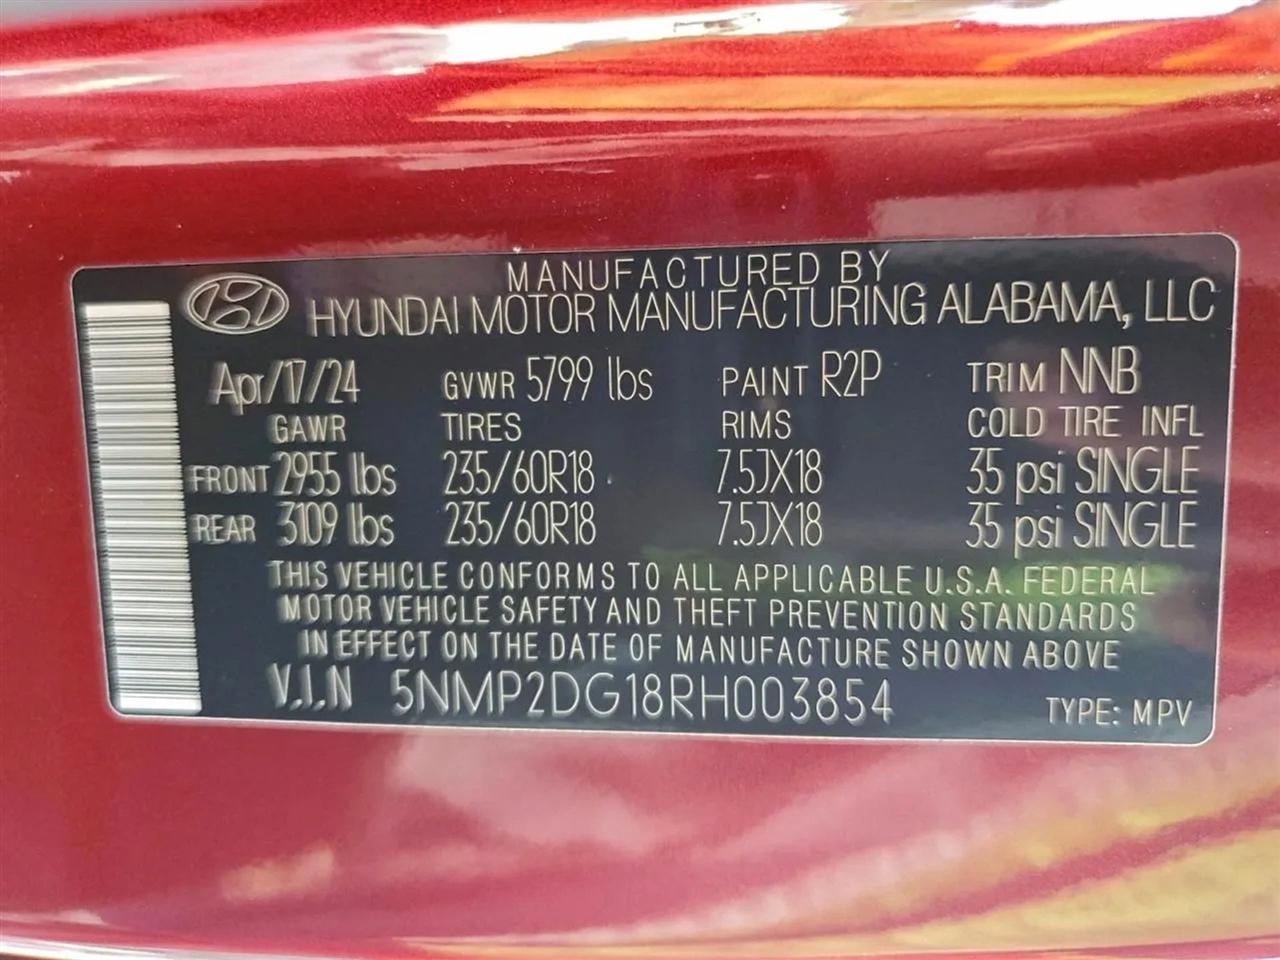 MANUFACTURED BY
HYUNDAI MOTOR MANUFACTURING ALABAMA, LLC
Apr/17/24 GVWR 5799 lbs PAINT R2P TRIM NNB
GAWR TIRES RIMS COLD TIRE INFL
FRONT 2955 lbs 235/60R18 7.5JX18 35 psi SINGLE
REAR 3109 lbs 235/60R18 7.5JX18 35 psi SINGLE
THIS VEHICLE CONFORMS TO ALL APPLICABLE U.S.A. FEDERAL
MOTOR VEHICLE SAFETY AND THEFT PREVENTION STANDARDS
IN EFFECT ON THE DATE OF MANUFACTURE SHOWN ABOVE
V.I.N 5NMP2DG18RH003854 TYPE: MPV